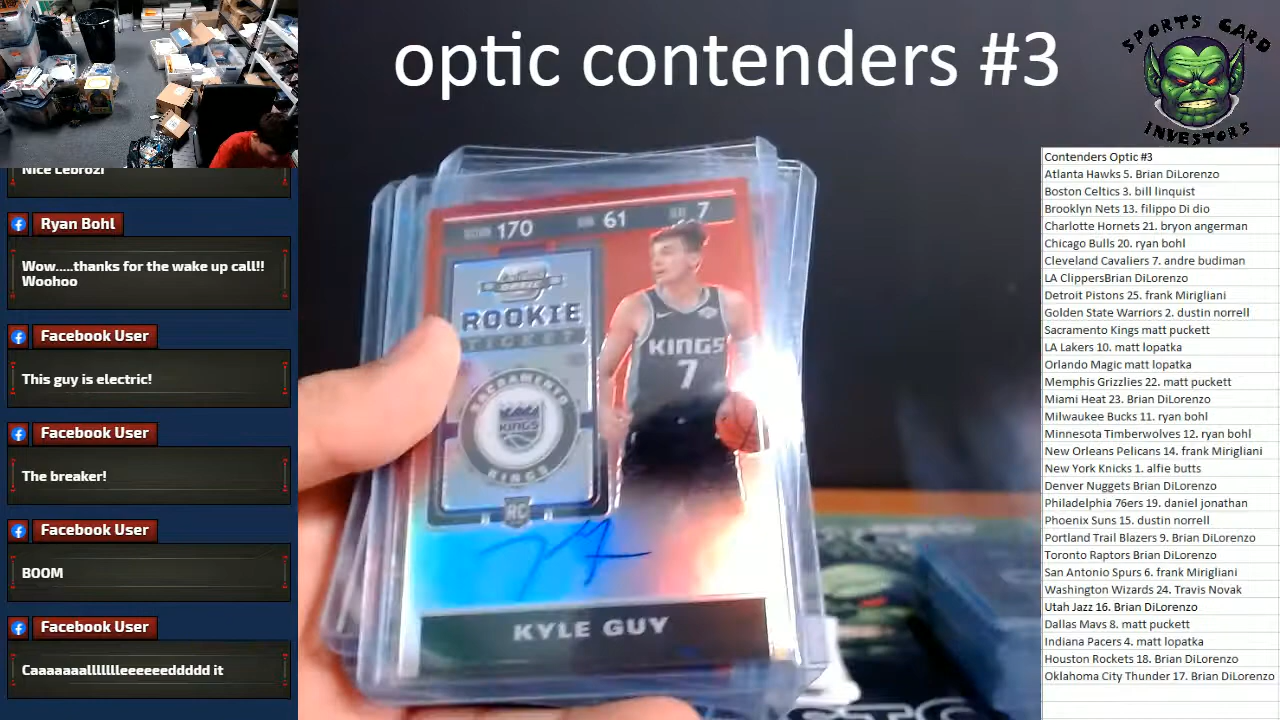 optic contenders #3
SPORTS CARD
INVESTORS
Nice Lebrozi
Ryan Bohl
Wow.....thanks for the wake up call!!
Woohoo
Facebook User
This guy is electric!
Facebook User
The breaker!
Facebook User
BOOM
Facebook User
Caaaaaaalllllllleeeeeeddddd it
170 61 7
OPTIC
ROOKIE
TICKET
SACRAMENTO
KINGS
KINGS
RC
KINGS
7
KYLE GUY
Contenders Optic #3
Atlanta Hawks 5. Brian DiLorenzo
Boston Celtics 3. bill linquist
Brooklyn Nets 13. filippo Di dio
Charlotte Hornets 21. bryon angerman
Chicago Bulls 20. ryan bohl
Cleveland Cavaliers 7. andre budiman
LA ClippersBrian DiLorenzo
Detroit Pistons 25. frank Mirigliani
Golden State Warriors 2. dustin norrell
Sacramento Kings matt puckett
LA Lakers 10. matt lopatka
Orlando Magic matt lopatka
Memphis Grizzlies 22. matt puckett
Miami Heat 23. Brian DiLorenzo
Milwaukee Bucks 11. ryan bohl
Minnesota Timberwolves 12. ryan bohl
New Orleans Pelicans 14. frank Mirigliani
New York Knicks 1. alfie butts
Denver Nuggets Brian DiLorenzo
Philadelphia 76ers 19. daniel jonathan
Phoenix Suns 15. dustin norrell
Portland Trail Blazers 9. Brian DiLorenzo
Toronto Raptors Brian DiLorenzo
San Antonio Spurs 6. frank Mirigliani
Washington Wizards 24. Travis Novak
Utah Jazz 16. Brian DiLorenzo
Dallas Mavs 8. matt puckett
Indiana Pacers 4. matt lopatka
Houston Rockets 18. Brian DiLorenzo
Oklahoma City Thunder 17. Brian DiLorenzo